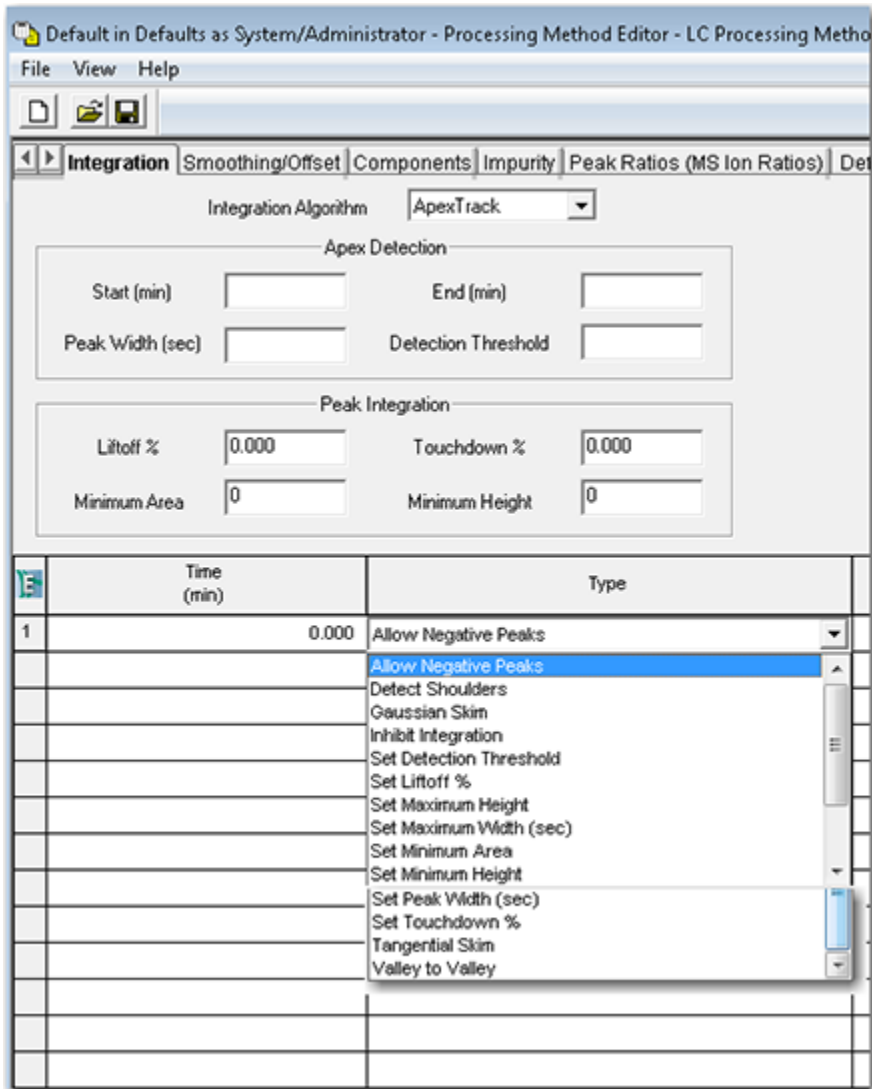 Default in Defaults as System/Administrator - Processing Method Editor - LC Processing Metho
File View Help
Integration Smoothing/Offset Components Impurity Peak Ratios (MS Ion Ratios) Det
Integration Algorithm ApexTrack
Apex Detection
Start (min) End (min)
Peak Width (sec) Detection Threshold
Peak Integration
Liftoff % 0.000 Touchdown % 0.000
Minimum Area 0 Minimum Height 0
Time
(min) Type
1 0.000 Allow Negative Peaks
Allow Negative Peaks
Detect Shoulders
Gaussian Skim
Inhibit Integration
Set Detection Threshold
Set Liftoff %
Set Maximum Height
Set Maximum Width (sec)
Set Minimum Area
Set Minimum Height
Set Peak Width (sec)
Set Touchdown %
Tangential Skim
Valley to Valley